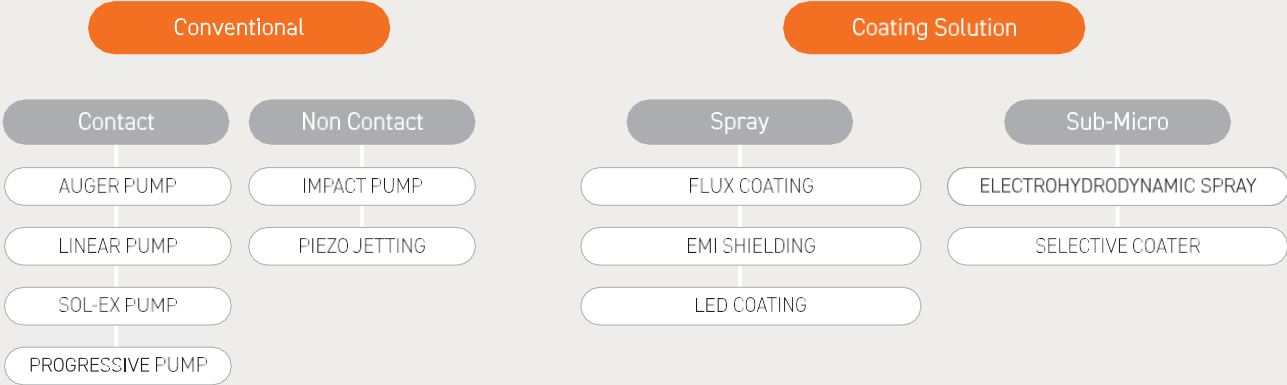 Conventional
Coating Solution
Contact
Non Contact
Spray
Sub-Micro
AUGER PUMP
IMPACT PUMP
FLUX COATING
ELECTROHYDRODYNAMIC SPRAY
LINEAR PUMP
PIEZO JETTING
EMI SHIELDING
SELECTIVE COATER
SOL-EX PUMP
LED COATING
PROGRESSIVE PUMP